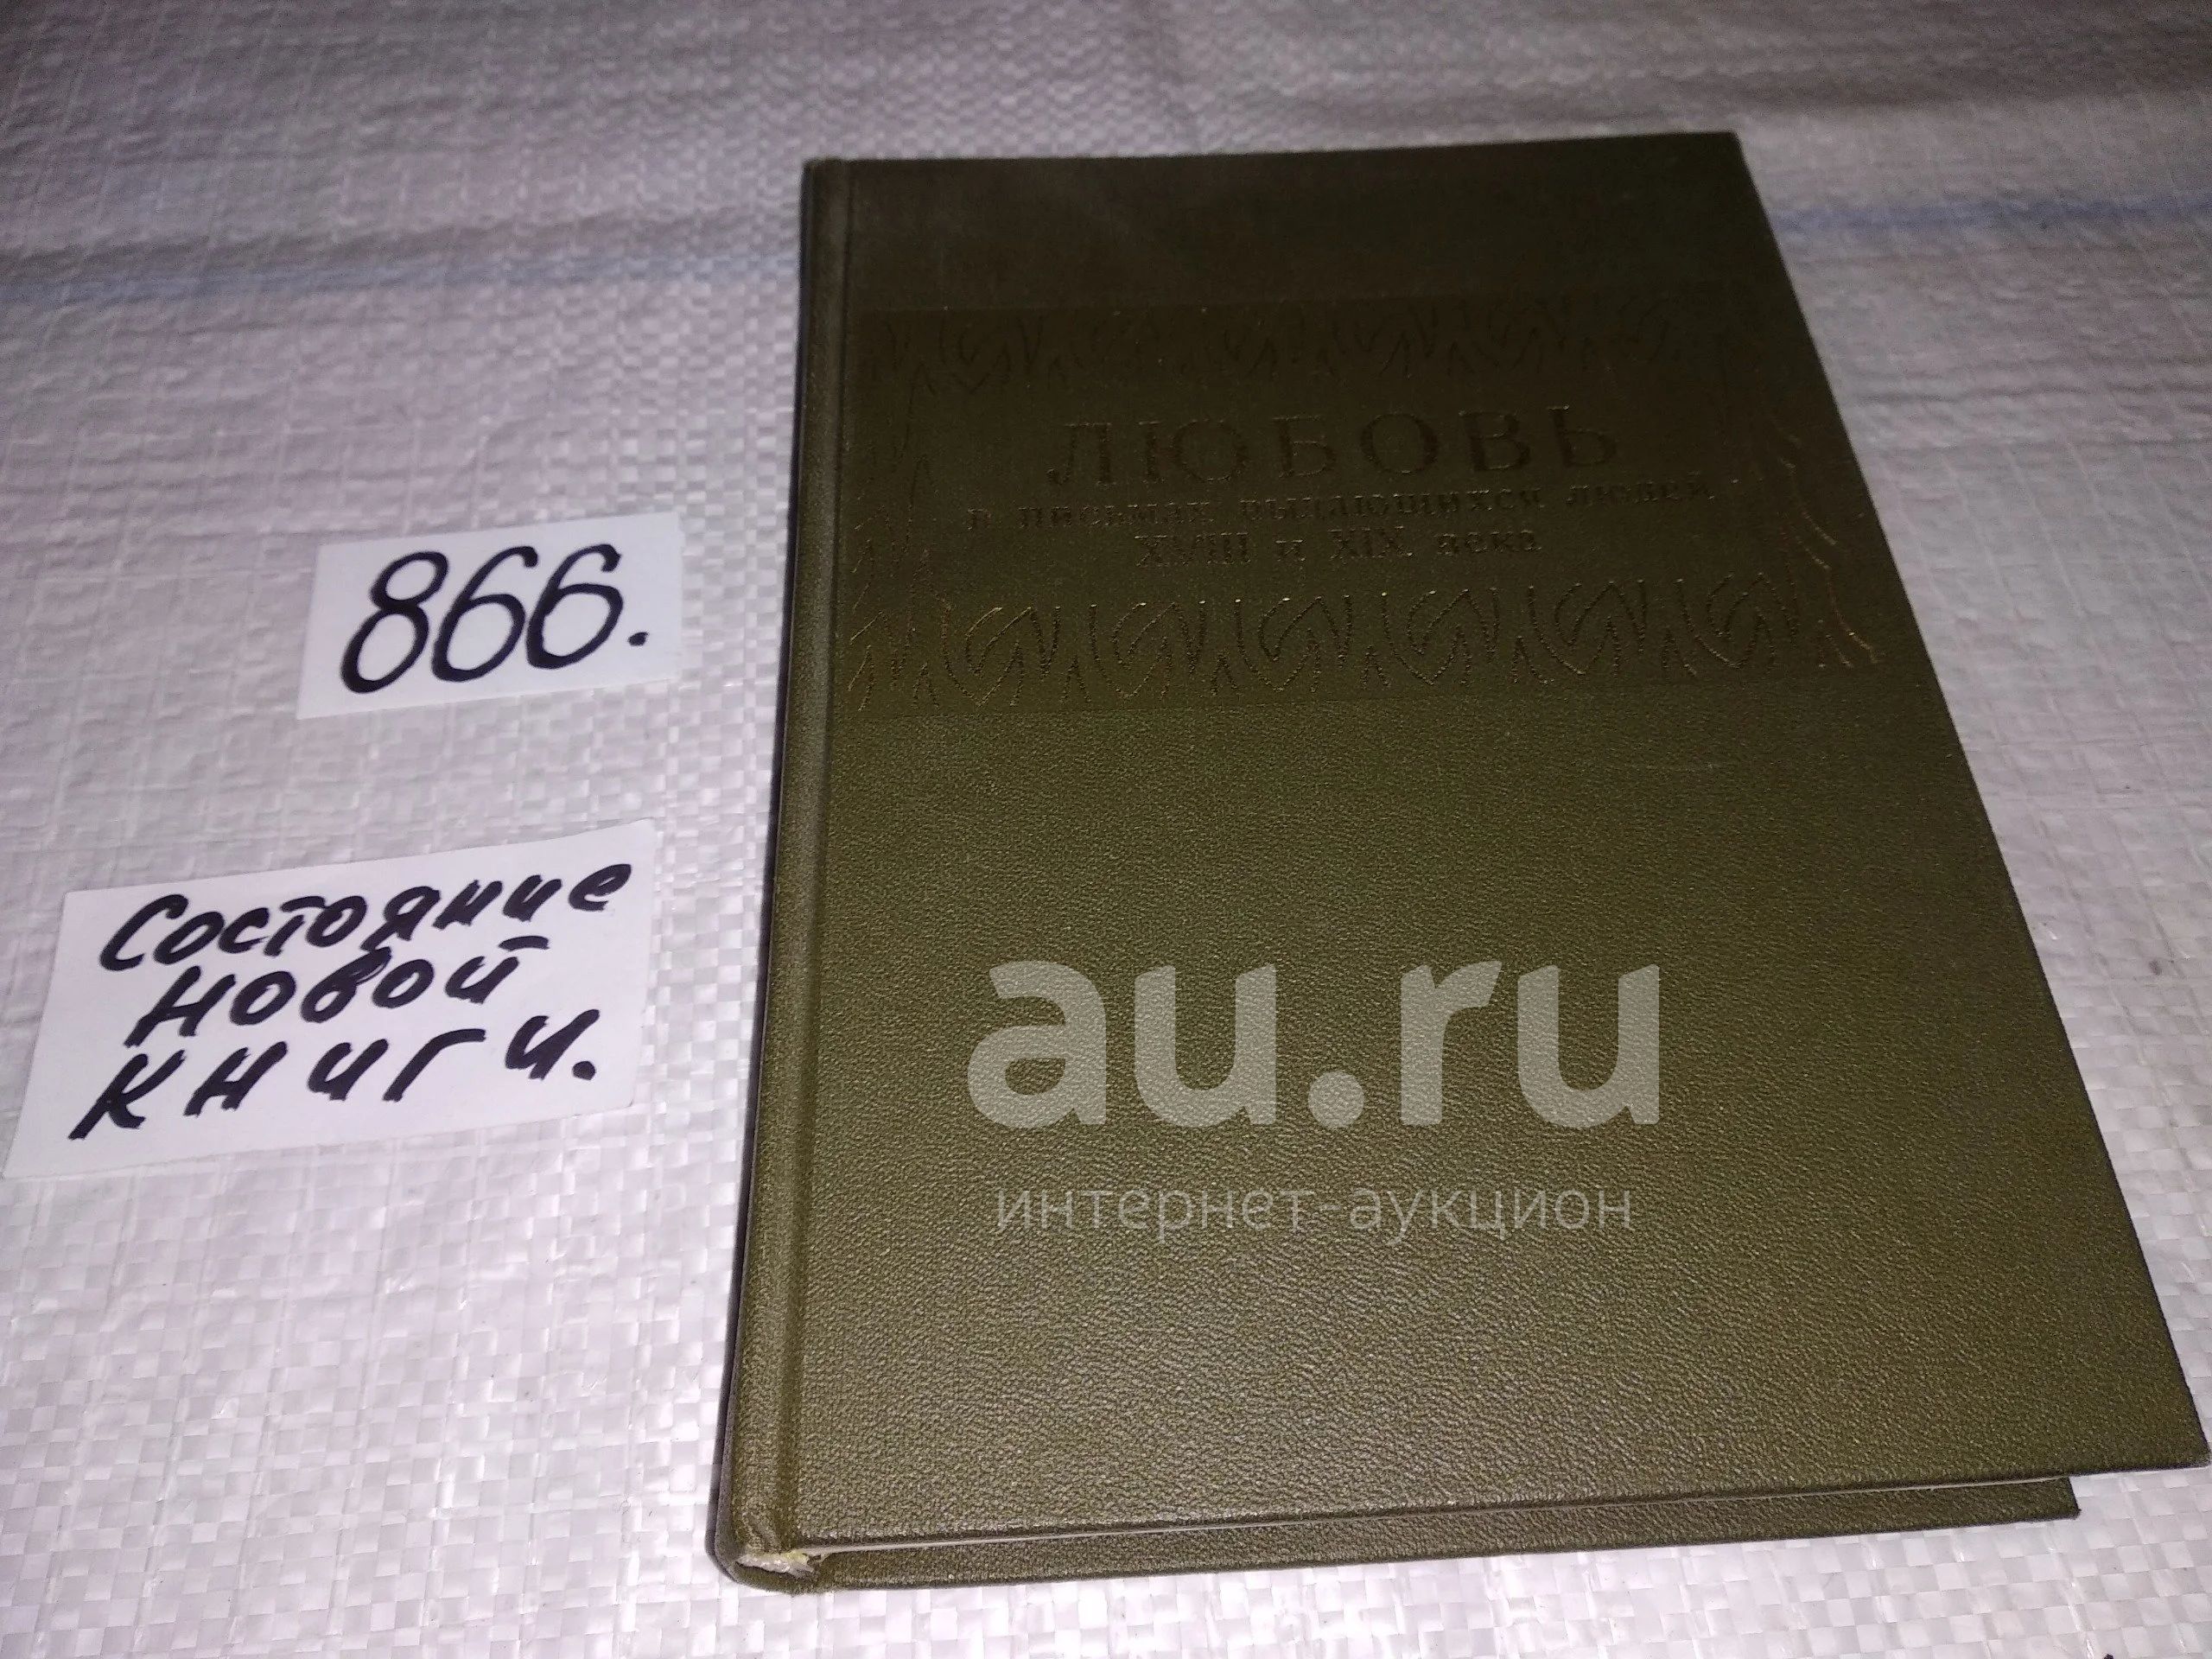 866.
Состояние
новой
книги.
ЛЮБОВЬ
в письмах выдающихся людей
XVIII и XIX века
au.ru
интернет-аукцион